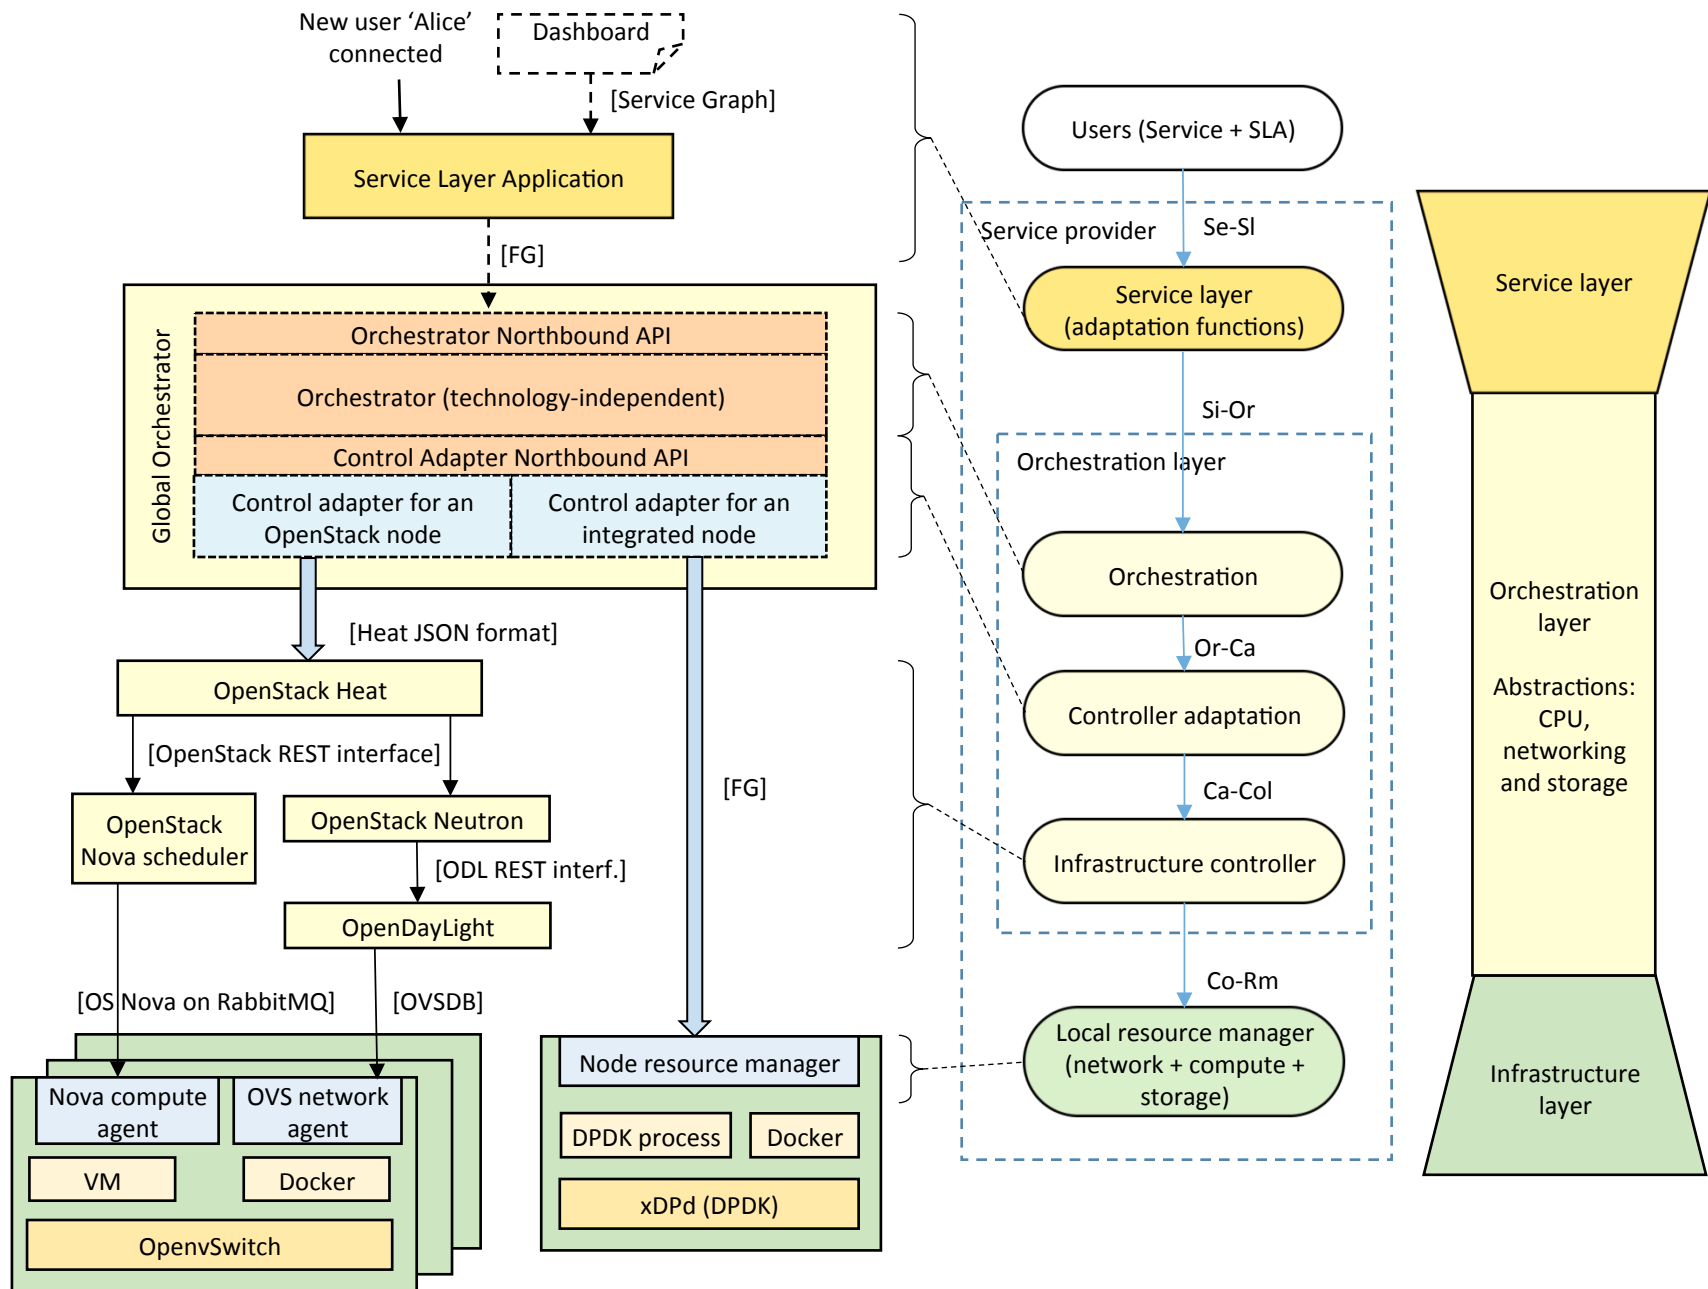 New user ‘Alice’
connected
Dashboard
[Service Graph]
Service Layer Application
[FG]
Global Orchestrator
Orchestrator Northbound API
Orchestrator (technology-independent)
Control Adapter Northbound API
Control adapter for an
OpenStack node
Control adapter for an
integrated node
[Heat JSON format]
OpenStack Heat
[OpenStack REST interface]
OpenStack
Nova scheduler
OpenStack Neutron
[ODL REST interf.]
OpenDayLight
[FG]
[OS Nova on RabbitMQ]
[OVSDB]
Nova compute
agent
OVS network
agent
VM
Docker
OpenvSwitch
Node resource manager
DPDK process
Docker
xDPd (DPDK)
Users (Service + SLA)
Service provider
Se-Sl
Service layer
(adaptation functions)
Si-Or
Orchestration layer
Orchestration
Or-Ca
Controller adaptation
Ca-Col
Infrastructure controller
Co-Rm
Local resource manager
(network + compute +
storage)
Service layer
Orchestration
layer
Abstractions:
CPU,
networking
and storage
Infrastructure
layer